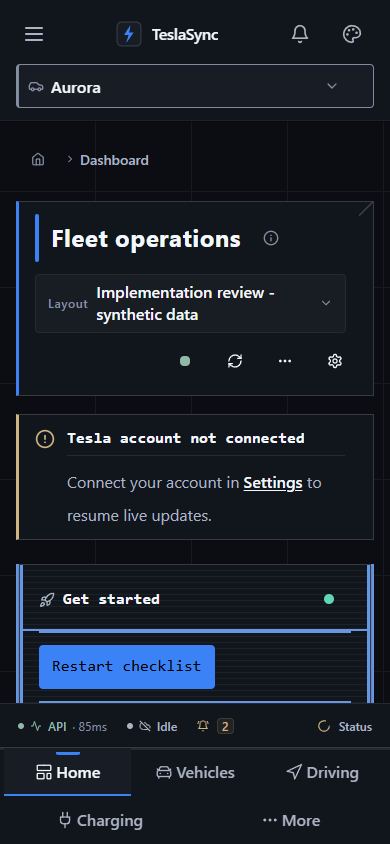 TeslaSync
Aurora
Dashboard
Fleet operations
Layout
Implementation review -
synthetic data
Tesla account not connected
Connect your account in Settings to
resume live updates.
Get started
Restart checklist
API · 85ms
Idle
2
Status
Home
Vehicles
Driving
Charging
More